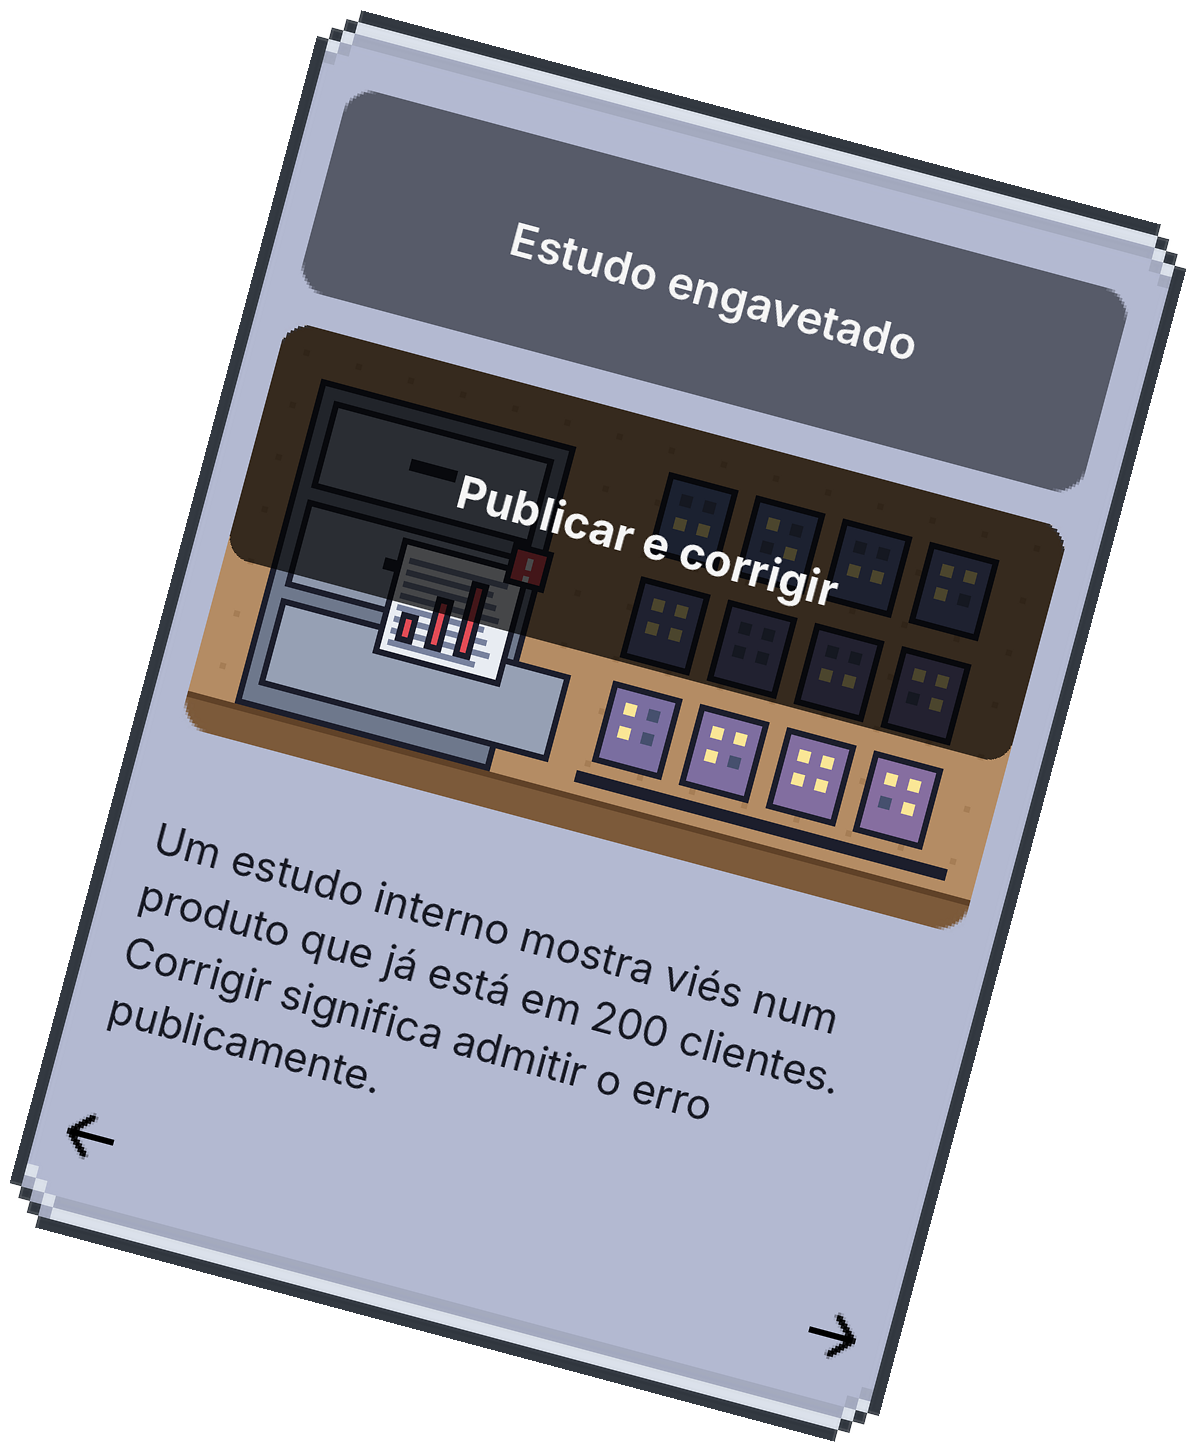 Estudo engavetado
Publicar e corrigir
Um estudo interno mostra viés num
produto que já está em 200 clientes.
Corrigir significa admitir o erro
publicamente.